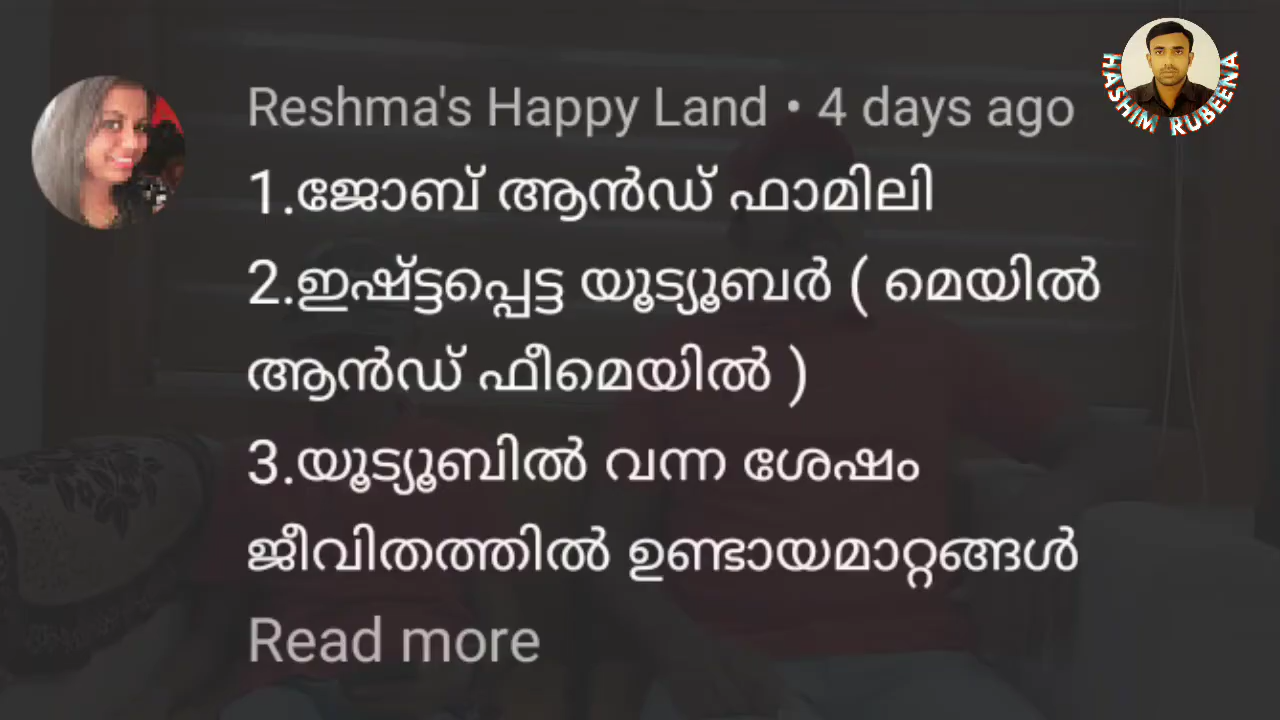 HASHIM RUBEENA
Reshma's Happy Land • 4 days ago
1.ജോബ് ആൻഡ് ഫാമിലി
2.ഇഷ്ട്ടപ്പെട്ട യൂട്യൂബർ ( മെയിൽ
ആൻഡ് ഫീമെയിൽ )
3.യൂട്യൂബിൽ വന്ന ശേഷം
ജീവിതത്തിൽ ഉണ്ടായമാറ്റങ്ങൾ
Read more